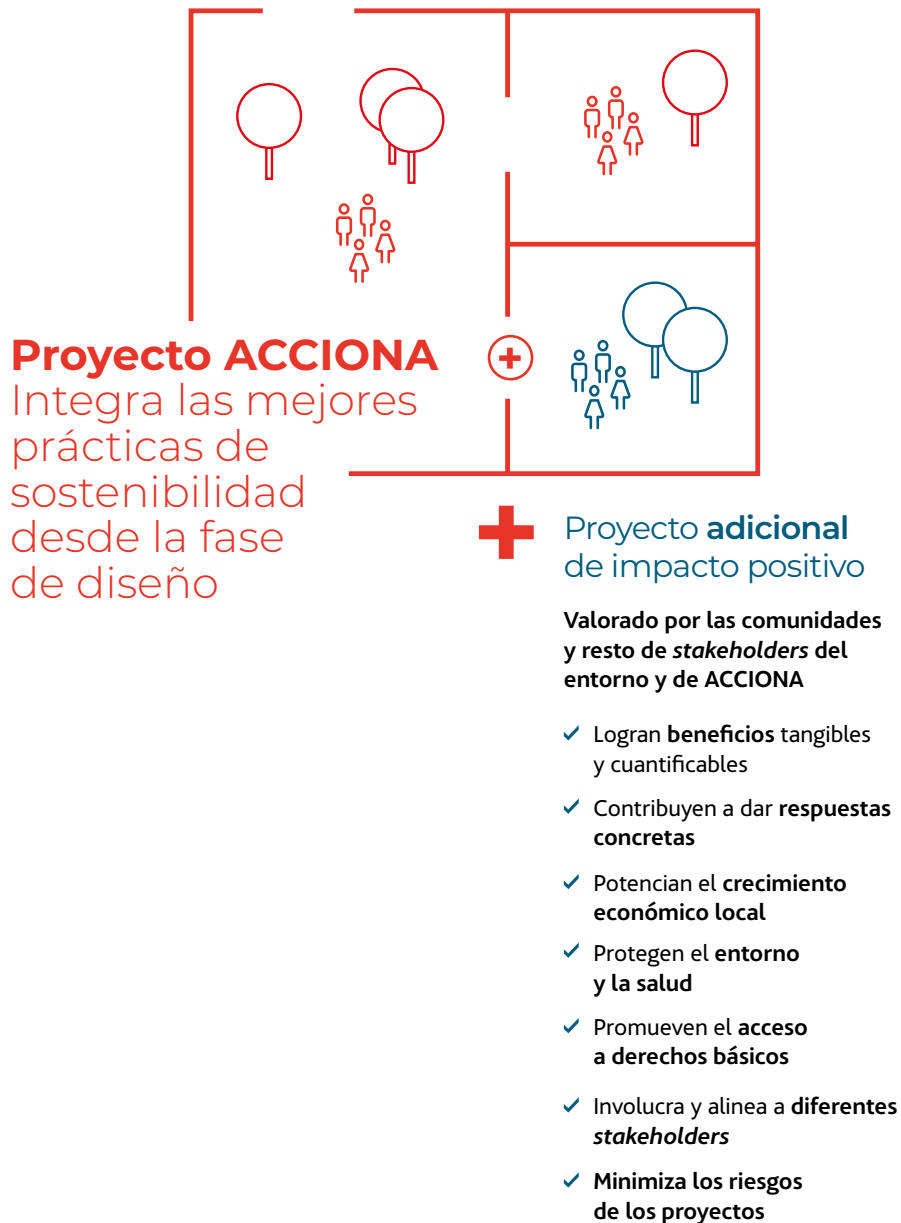 Proyecto ACCIONA
Integra las mejores
prácticas de
sostenibilidad
desde la fase
de diseño
Proyecto adicional
de impacto positivo
Valorado por las comunidades
y resto de stakeholders del
entorno y de ACCIONA
Logran beneficios tangibles
y cuantificables
Contribuyen a dar respuestas
concretas
Potencian el crecimiento
económico local
Protegen el entorno
y la salud
Promueven el acceso
a derechos básicos
Involucra y alinea a diferentes
stakeholders
Minimiza los riesgos
de los proyectos